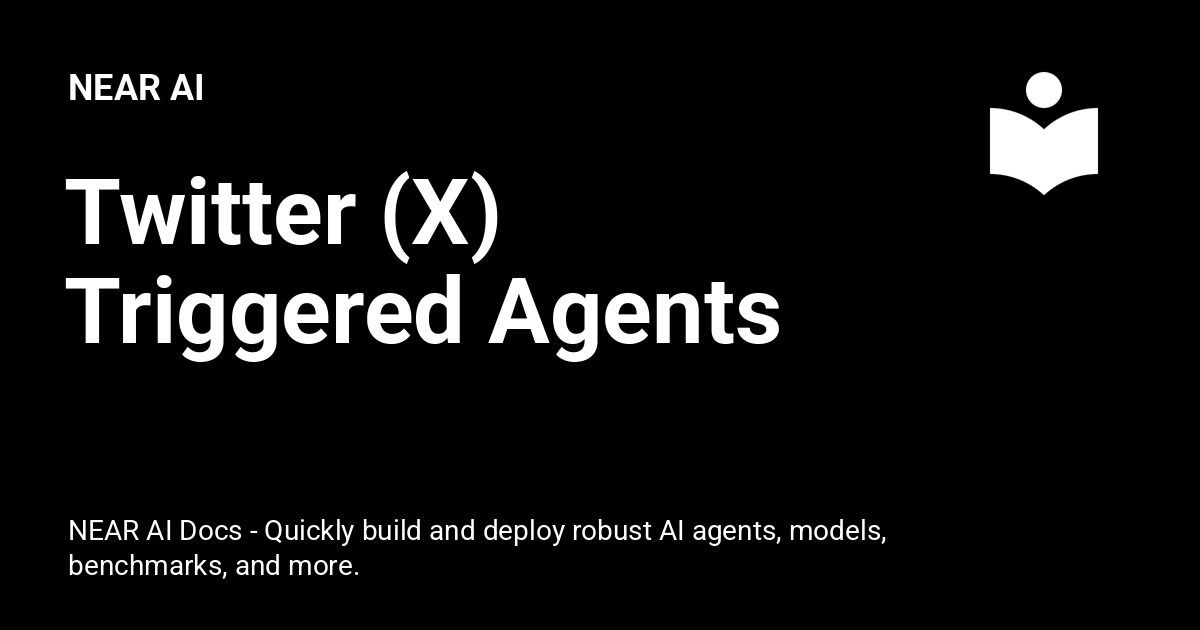 NEAR AI
Twitter (X)
Triggered Agents
NEAR AI Docs - Quickly build and deploy robust AI agents, models,
benchmarks, and more.